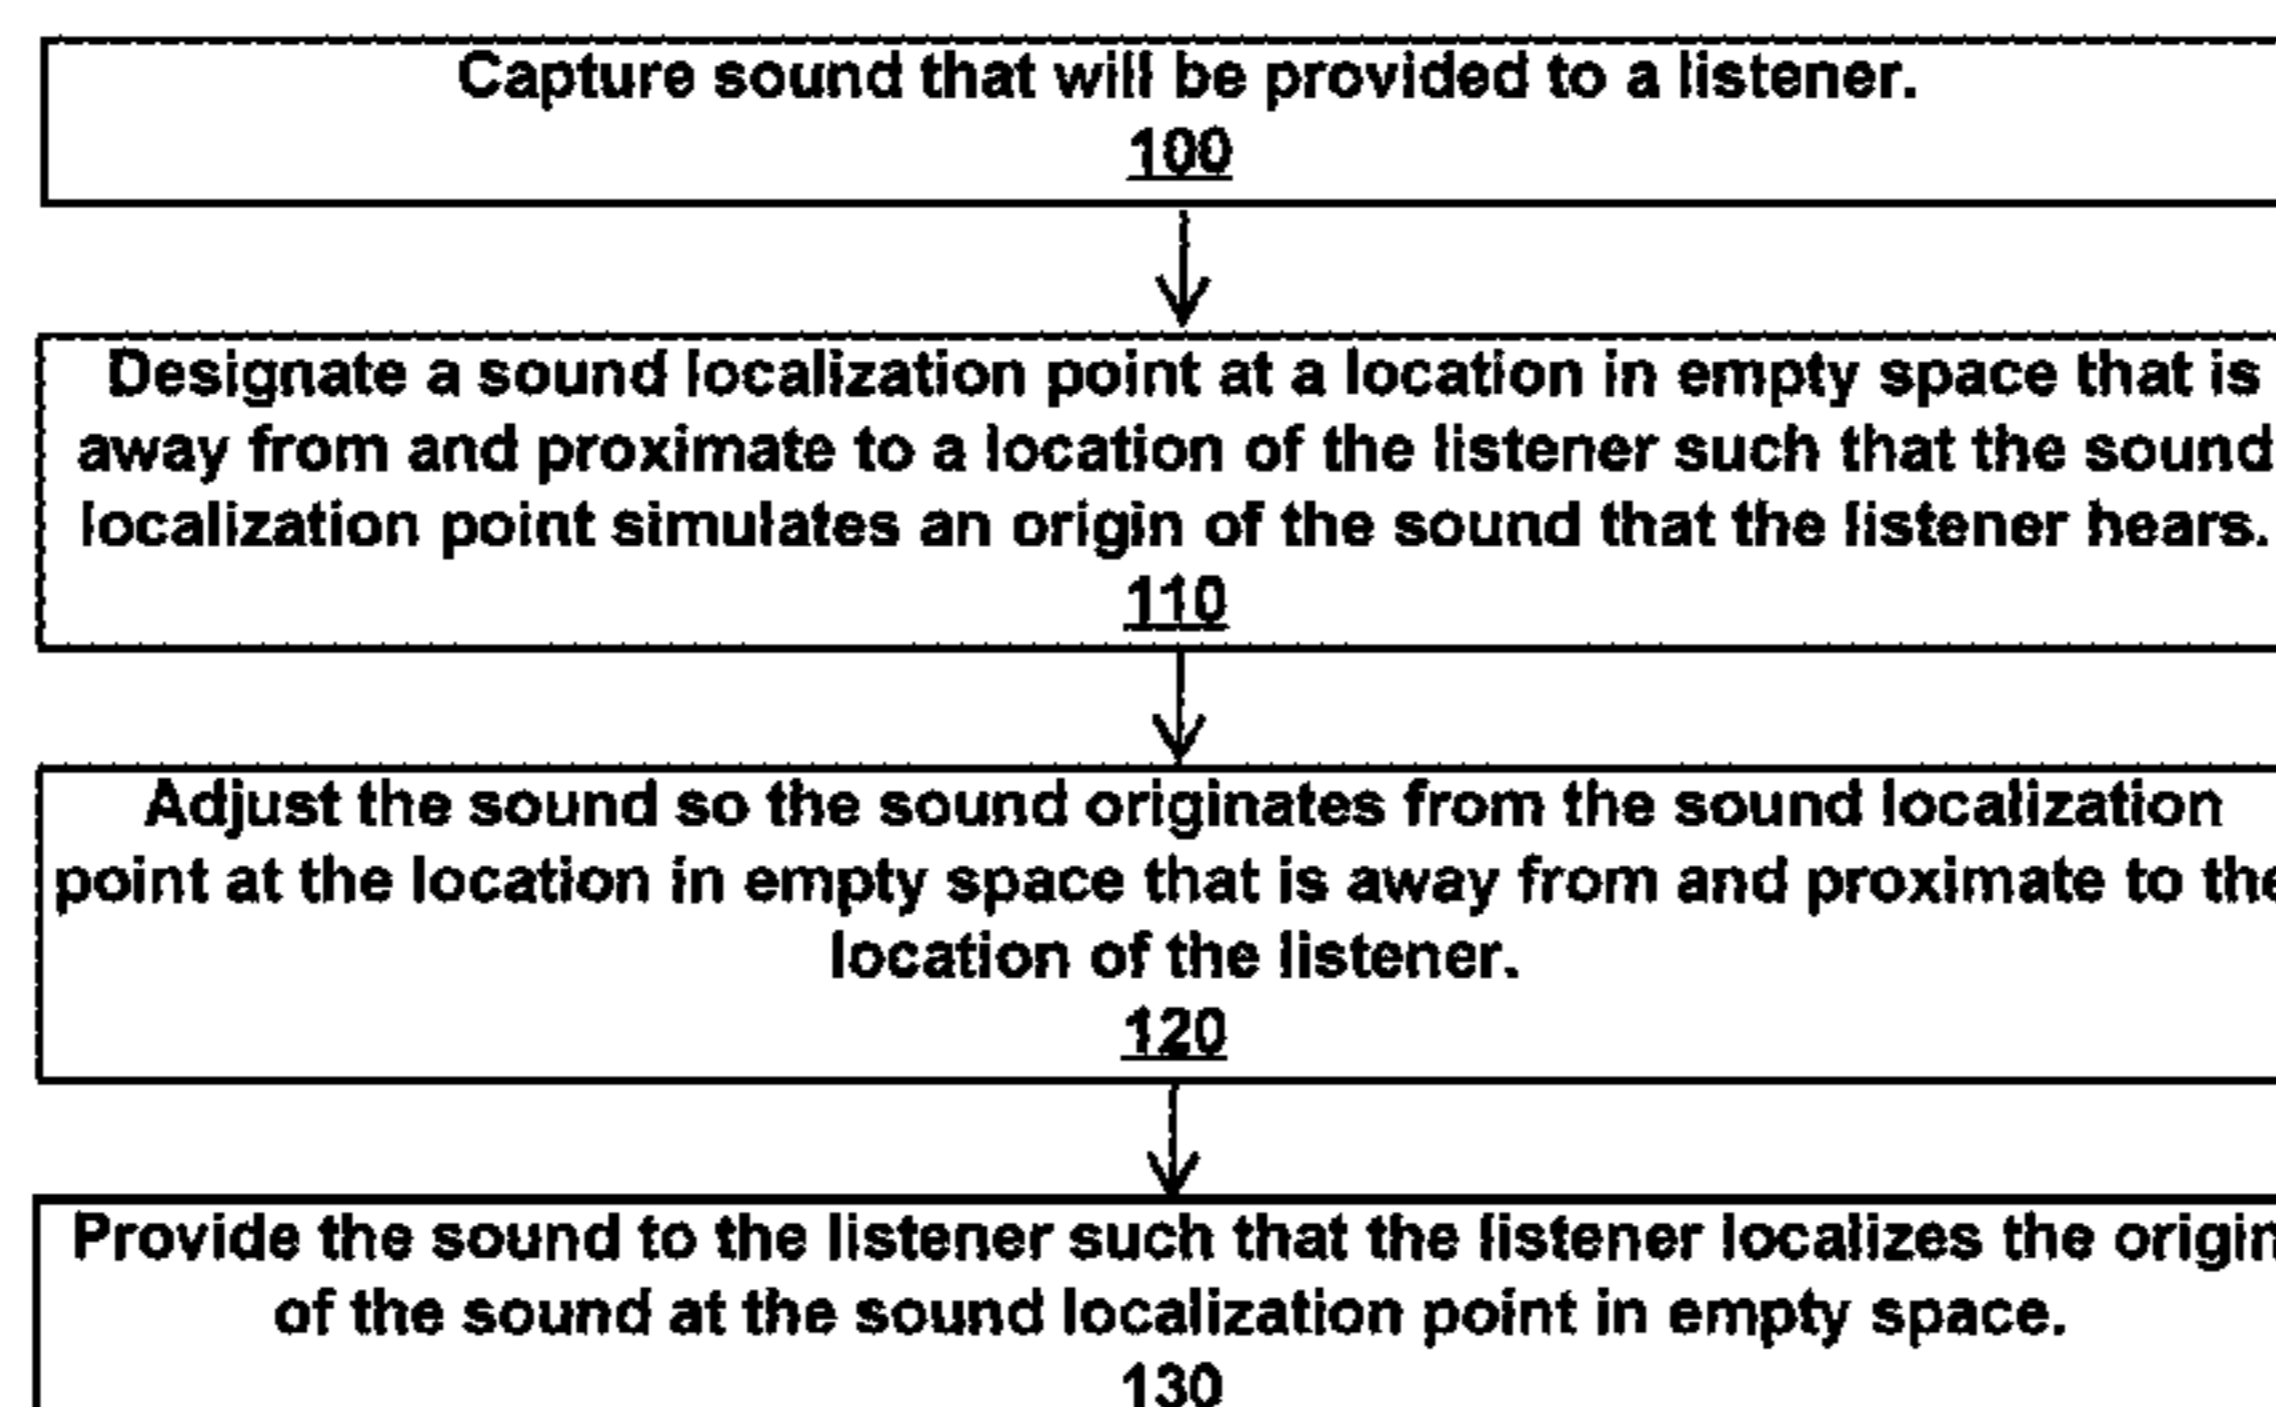 Capture sound that will be provided to a listener.
100
Designate a sound localization point at a location in empty space that is
away from and proximate to a location of the listener such that the sound
localization point simulates an origin of the sound that the listener hears.
110
Adjust the sound so the sound originates from the sound localization
point at the location in empty space that is away from and proximate to the
location of the listener.
120
Provide the sound to the listener such that the listener localizes the origin
of the sound at the sound localization point in empty space.
130